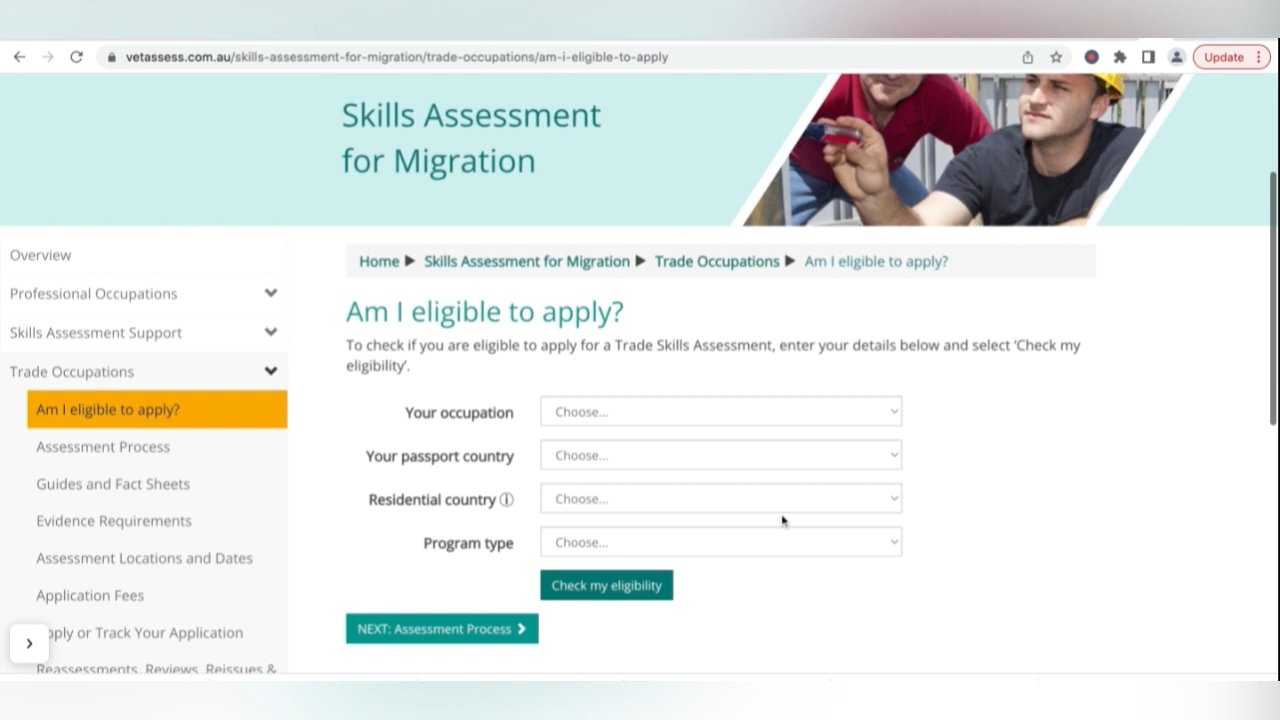 vetassess.com.au/skills-assessment-for-migration/trade-occupations/am-i-eligible-to-apply
Update
Skills Assessment
for Migration
Overview
Professional Occupations
Skills Assessment Support
Trade Occupations
Am I eligible to apply?
Assessment Process
Guides and Fact Sheets
Evidence Requirements
Assessment Locations and Dates
Application Fees
pply or Track Your Application
Reassessments, Reviews, Reissues &
Home ▶ Skills Assessment for Migration ▶ Trade Occupations ▶ Am I eligible to apply?
Am I eligible to apply?
To check if you are eligible to apply for a Trade Skills Assessment, enter your details below and select ‘Check my
eligibility’.
Your occupation Choose...
Your passport country Choose...
Residential country Choose...
Program type Choose...
Check my eligibility
NEXT: Assessment Process